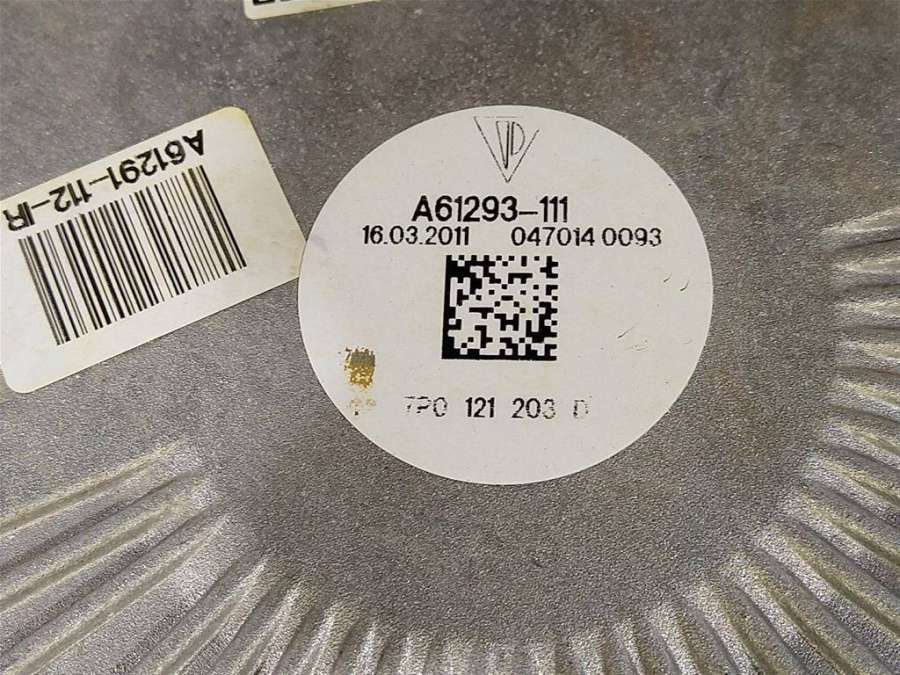 A61291-112-IR
A61293-111
16.03.2011 047014 0093
7P0 121 203 D